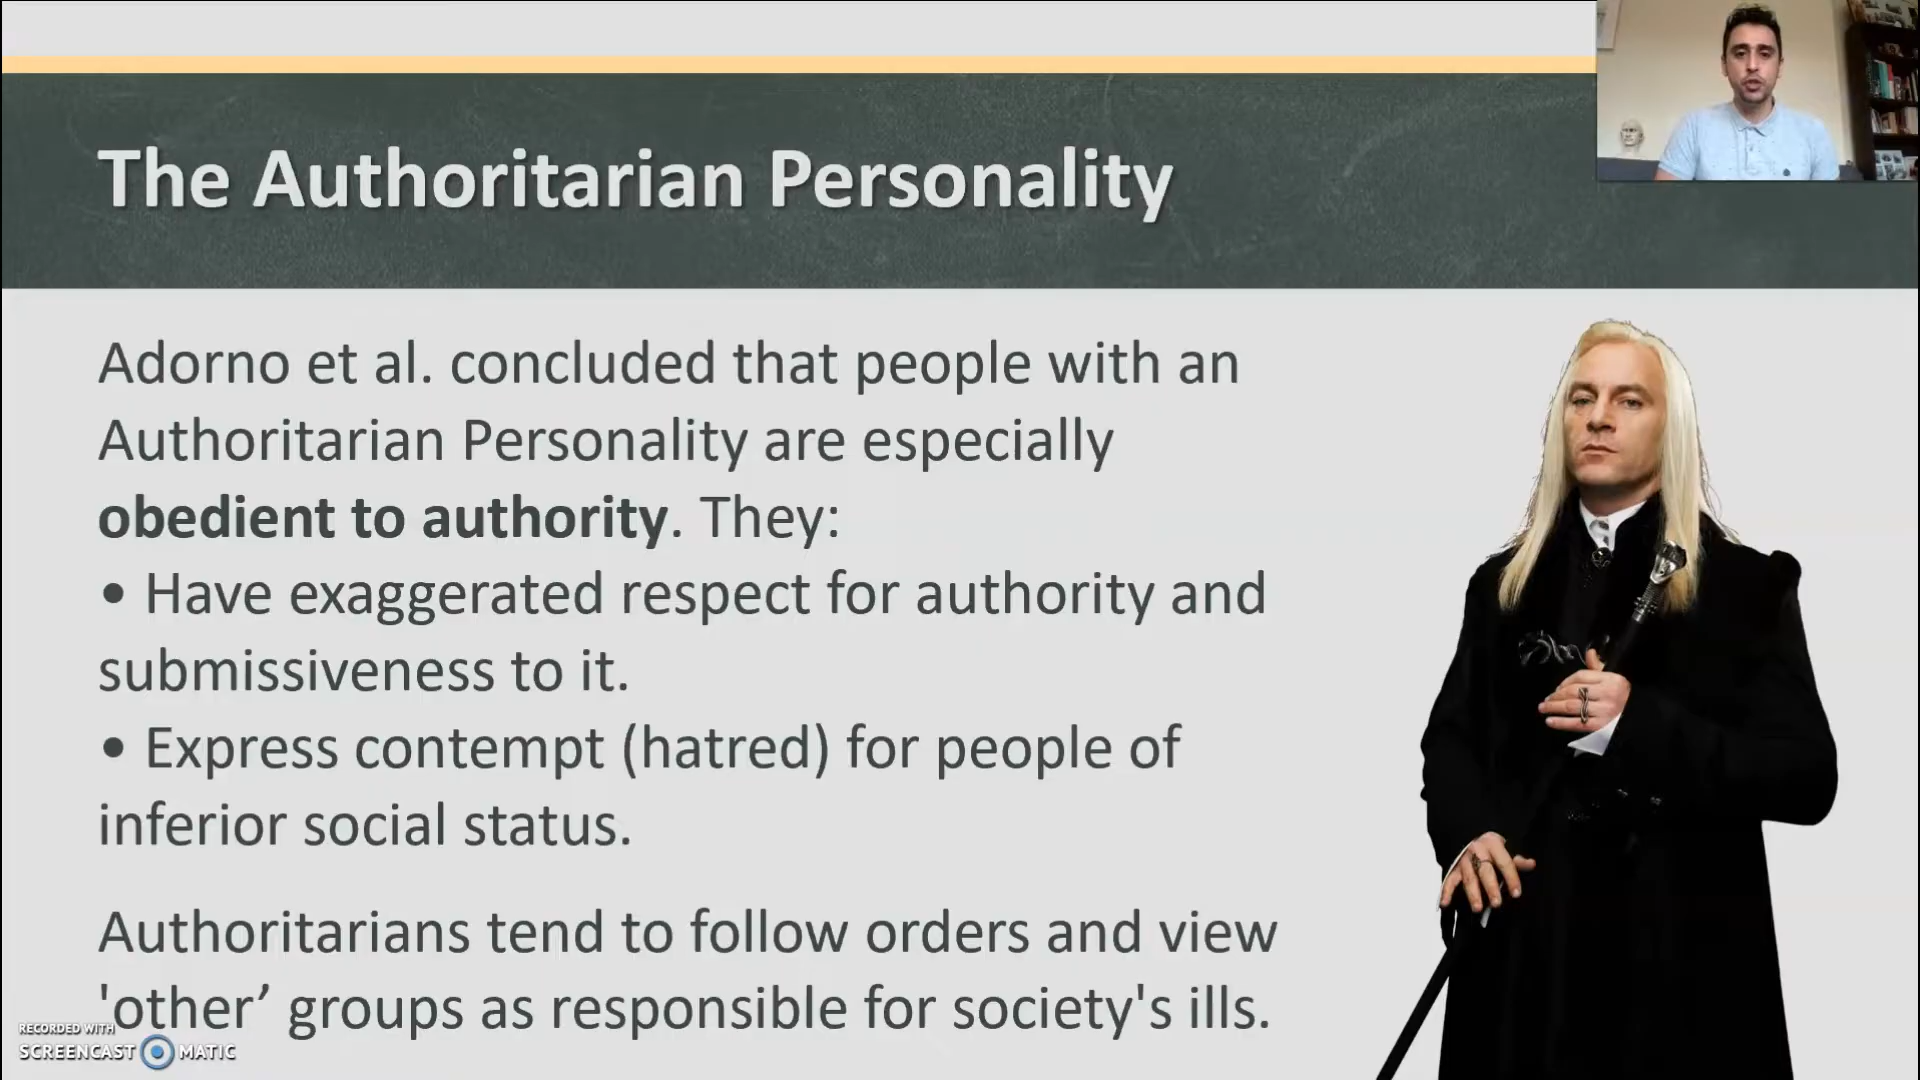 The Authoritarian Personality
Adorno et al. concluded that people with an
Authoritarian Personality are especially
obedient to authority. They:
• Have exaggerated respect for authority and
submissiveness to it.
• Express contempt (hatred) for people of
inferior social status.
Authoritarians tend to follow orders and view
'other’ groups as responsible for society's ills.
RECORDED WITH
SCREENCAST MATIC